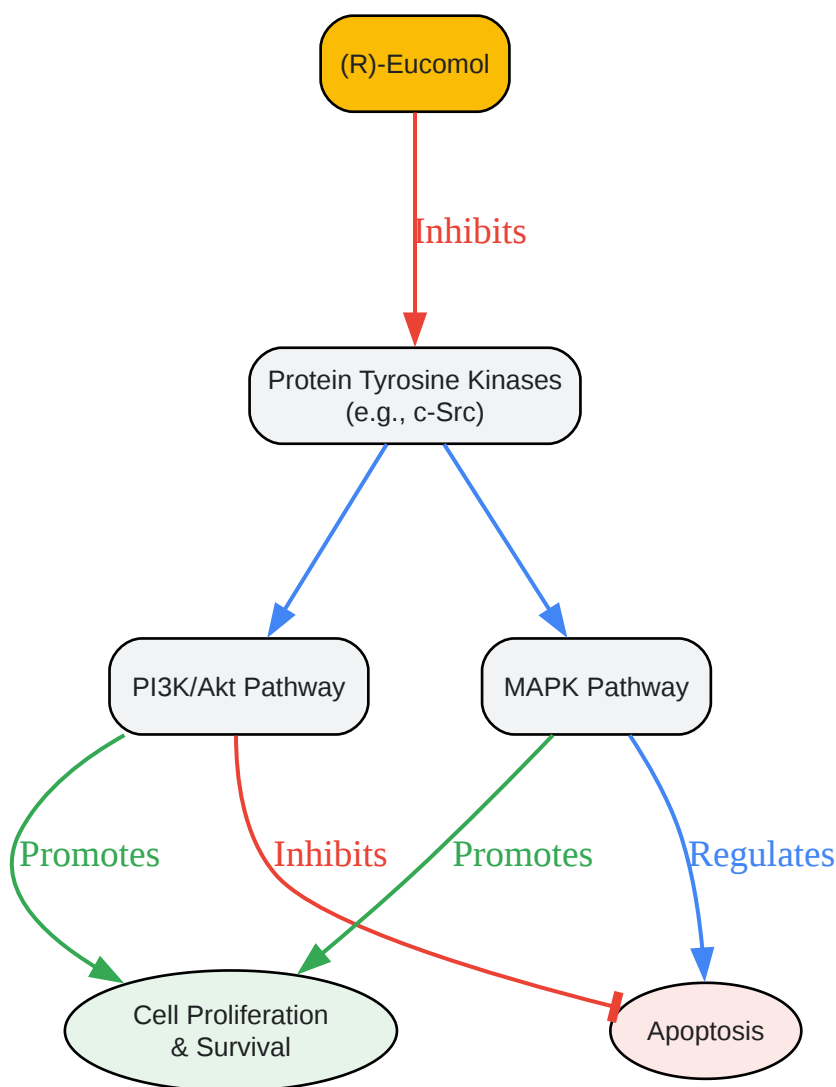 (R)-Eucomol
Inhibits
Protein Tyrosine Kinases
(e.g., c-Src)
PI3K/Akt Pathway
MAPK Pathway
Promotes
Inhibits
Promotes
Regulates
Cell Proliferation
& Survival
Apoptosis